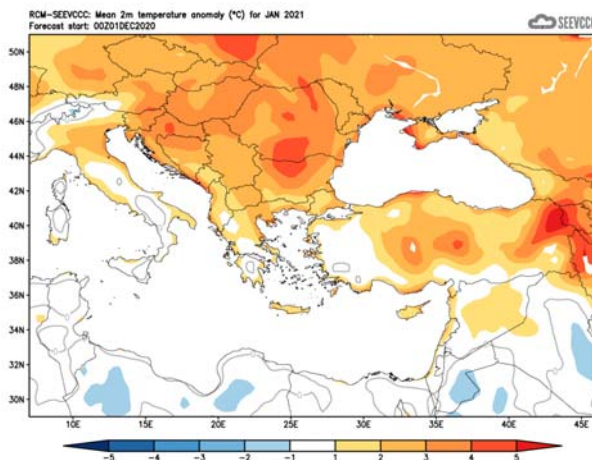 RCM-SEEVCCC: Mean 2m temperature anomaly (°C) for JAN 2021
Forecast start: 00Z01DEC2020
SEEVCCC
50N
48N
46N
44N
42N
40N
38N
36N
34N
32N
30N
10E 15E 20E 25E 30E 35E 40E 45E
-5 -4 -3 -2 -1 1 2 3 4 5